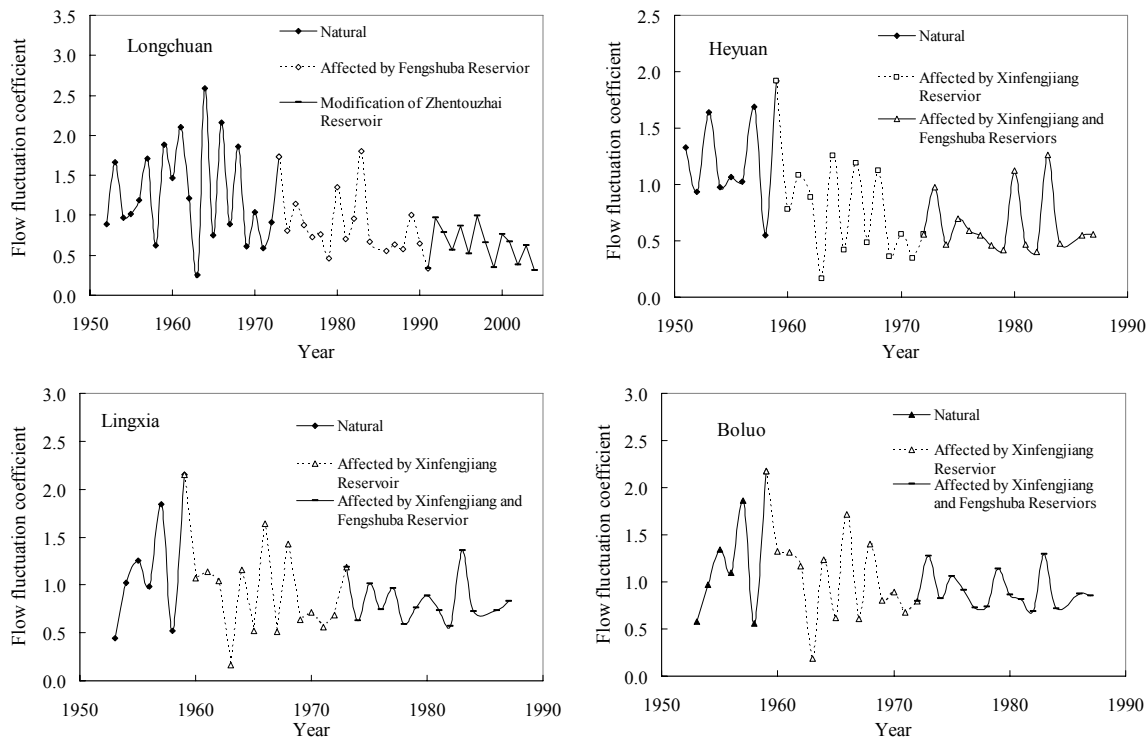 Longchuan
Natural
Affected by Fengshuba Reservior
Modification of Zhentouzhai
Reservoir
Flow fluctuation coefficient
3.5
3.0
2.5
2.0
1.5
1.0
0.5
0.0
1950 1960 1970 1980 1990 2000
Year
Heyuan
Natural
Affected by Xinfengjiang
Reservior
Affected by Xinfengjiang and
Fengshuba Reserviors
Flow fluctuation coefficient
2.5
2.0
1.5
1.0
0.5
0.0
1950 1960 1970 1980 1990
Year
Lingxia
Natural
Affected by Xinfengjiang
Reservoir
Affected by Xinfengjiang and
Fengshuba Reservior
Flow fluctuation coefficient
3.0
2.5
2.0
1.5
1.0
0.5
0.0
1950 1960 1970 1980 1990
Year
Boluo
Natural
Affected by Xinfengjiang
Reservior
Affected by Xinfengjiang
and Fengshuba Reserviors
Flow fluctuation coefficient
3.0
2.5
2.0
1.5
1.0
0.5
0.0
1950 1960 1970 1980 1990
Year